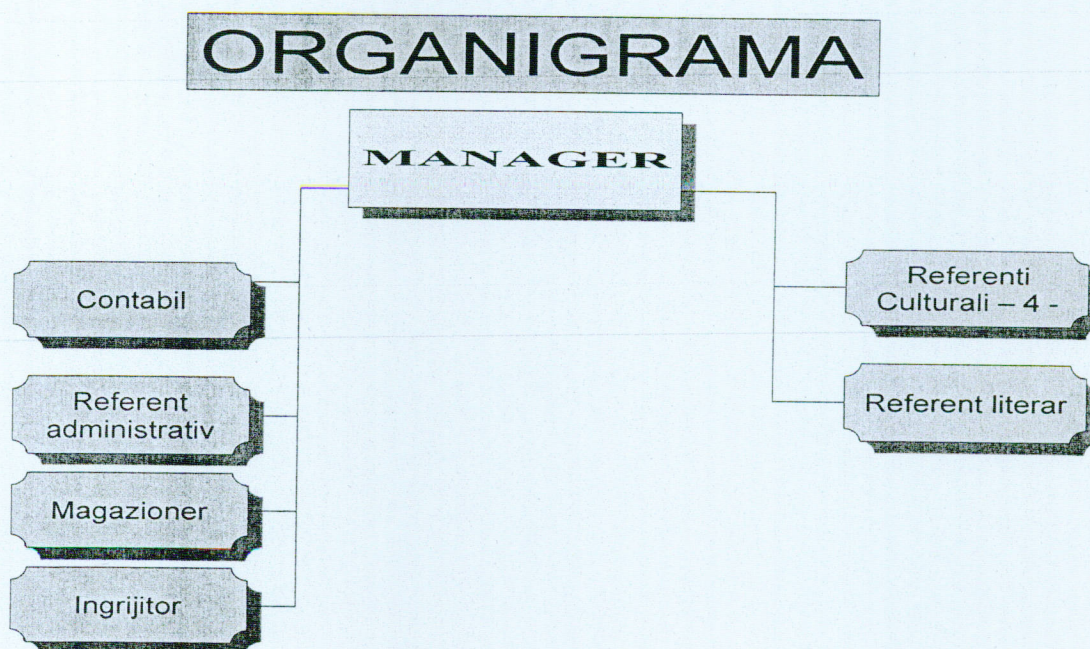 ORGANIGRAMA
MANAGER
Contabil
Referent
administrativ
Magazioner
Ingrijitor
Referenti
Culturali – 4 -
Referent literar